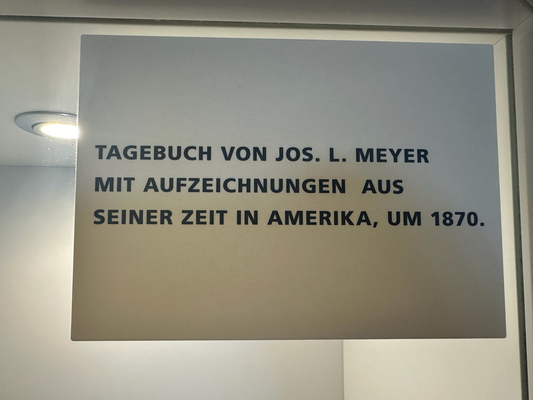 TAGEBUCH VON JOS. L. MEYER
MIT AUFZEICHNUNGEN AUS
SEINER ZEIT IN AMERIKA, UM 1870.